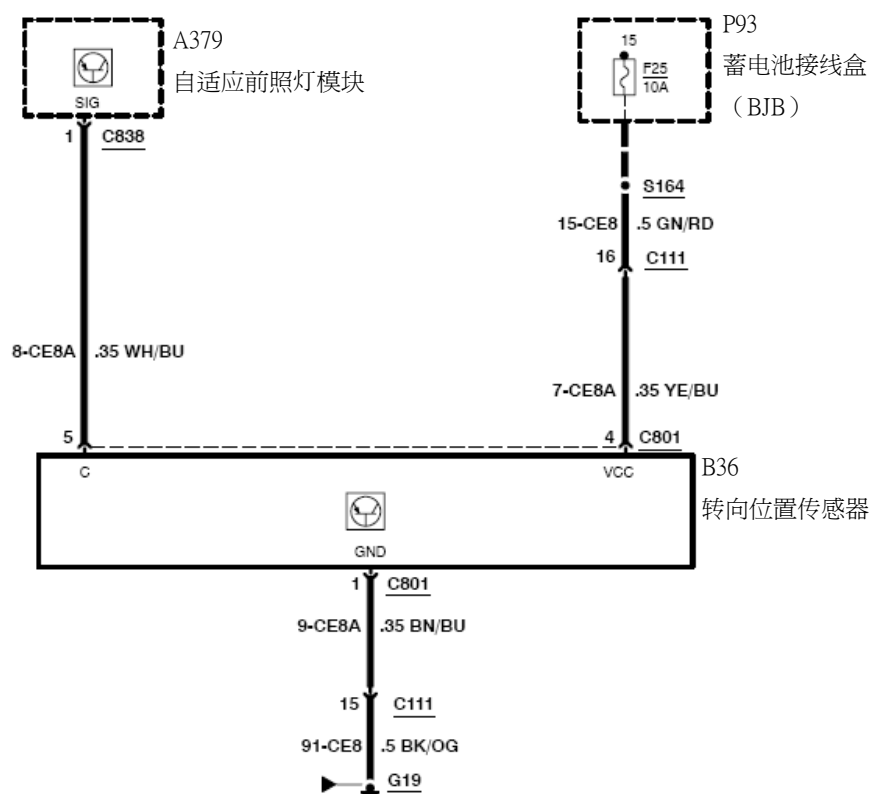 A379
自适应前照灯模块
SIG
1 C838
P93
蓄电池接线盒
（BJB）
15
F25
10A
S164
15-CE8 .5 GN/RD
16 C111
8-CE8A .35 WH/BU
7-CE8A .35 YE/BU
5
4 C801
C
VCC
B36
转向位置传感器
GND
1 C801
9-CE8A .35 BN/BU
15 C111
91-CE8 .5 BK/OG
G19